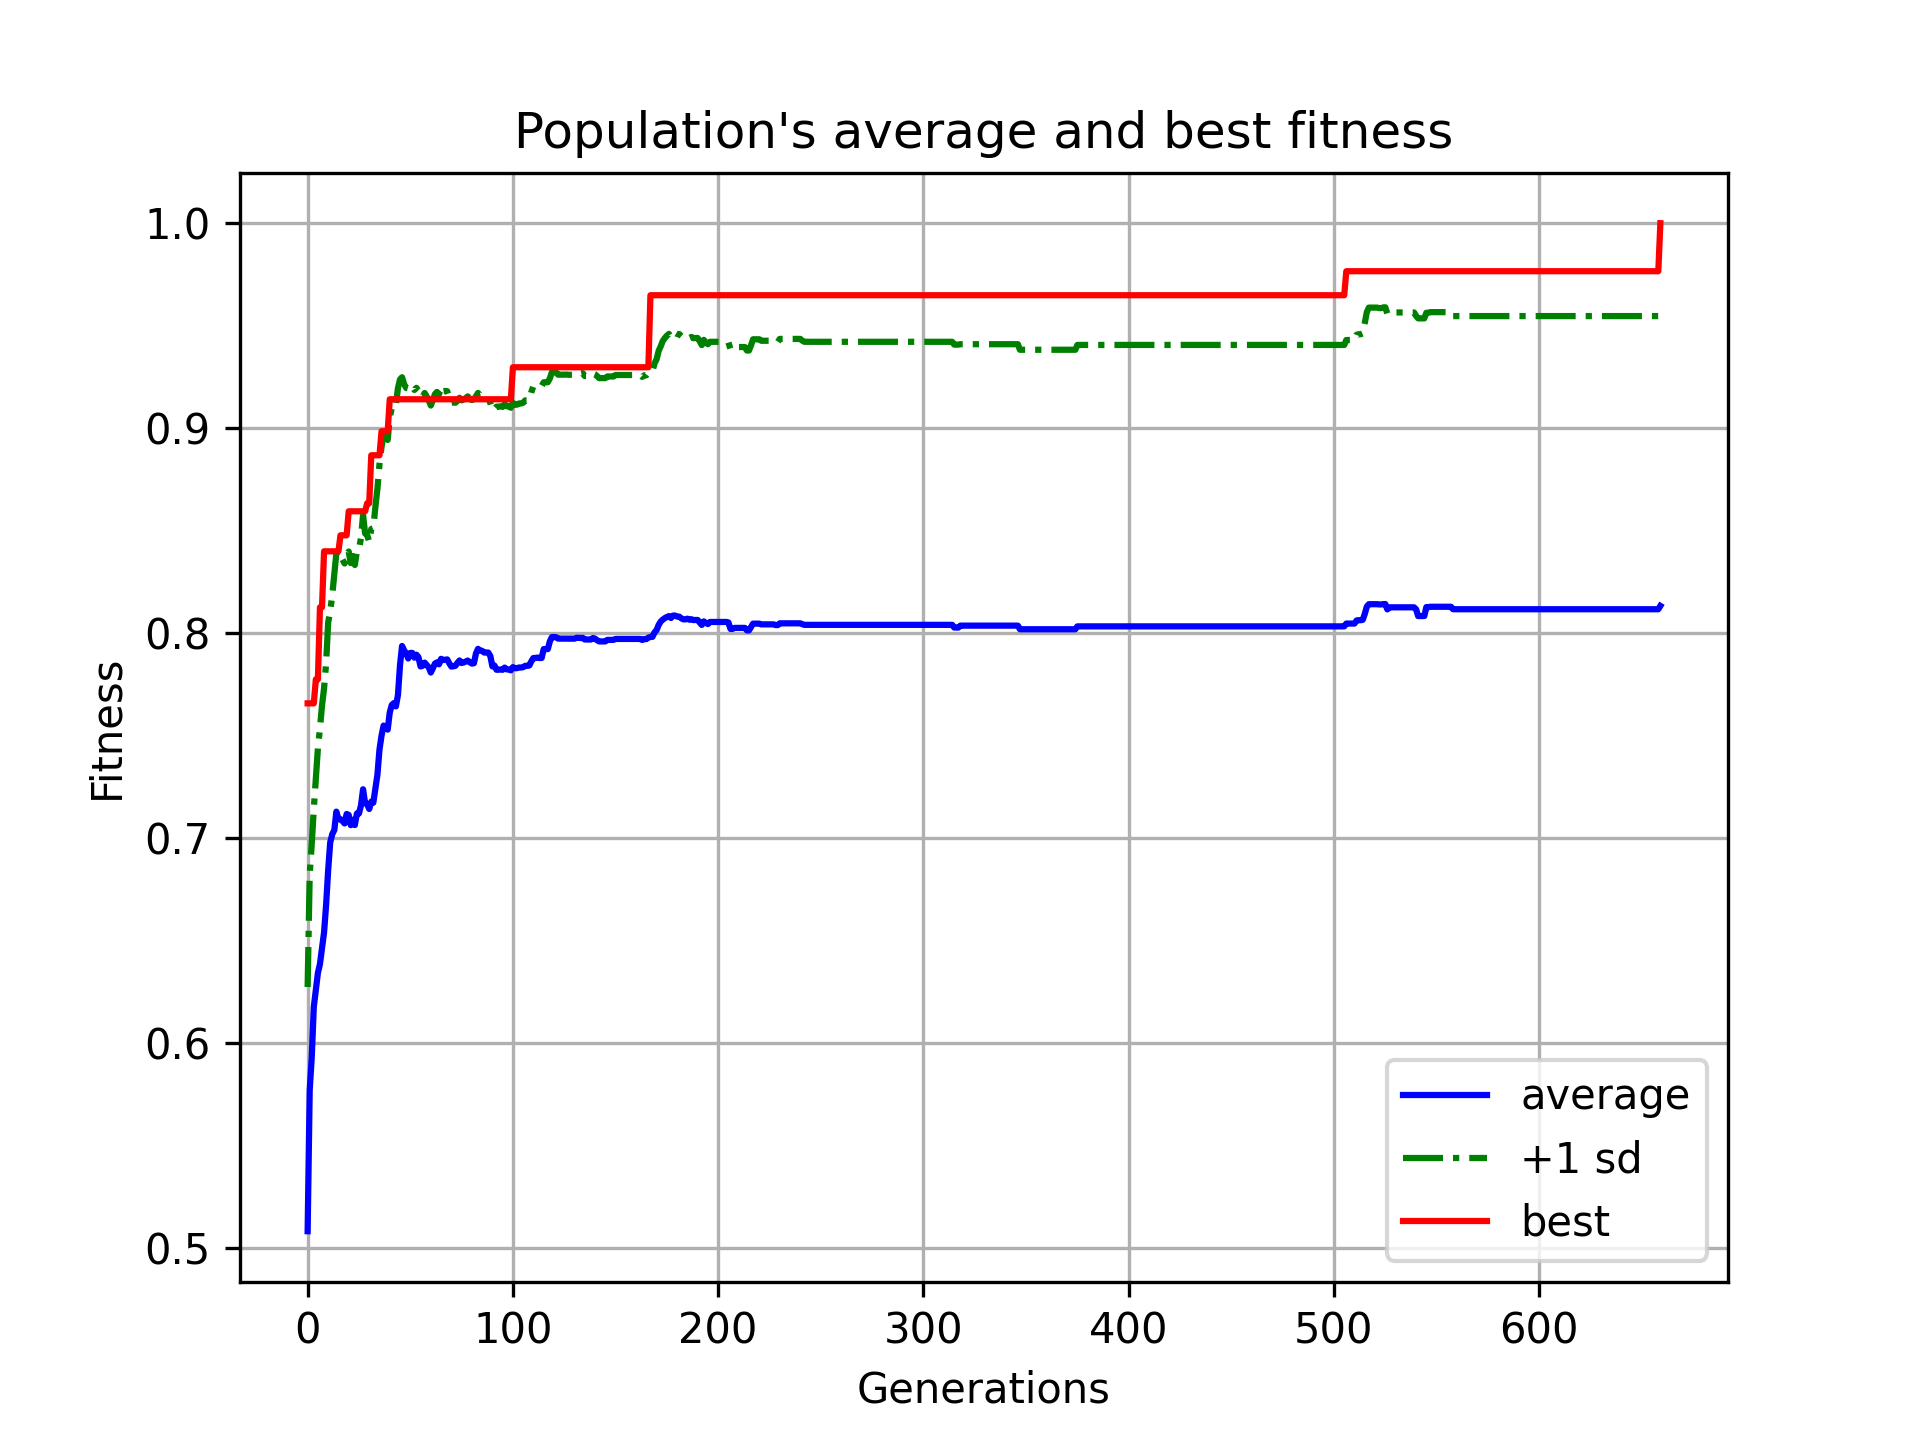 Population's average and best fitness
1.0
0.9
0.8
0.7
0.6
0.5
Fitness
0 100 200 300 400 500 600
Generations
average
+1 sd
best